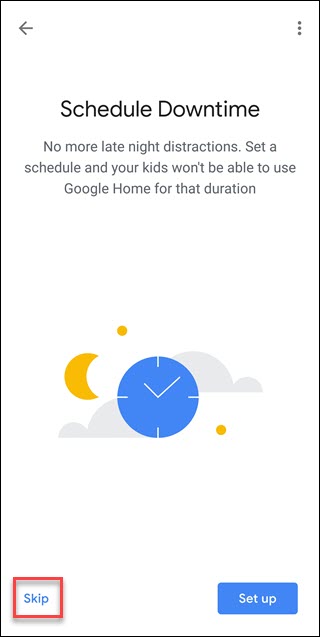 Schedule Downtime
No more late night distractions. Set a
schedule and your kids won't be able to use
Google Home for that duration
Skip
Set up